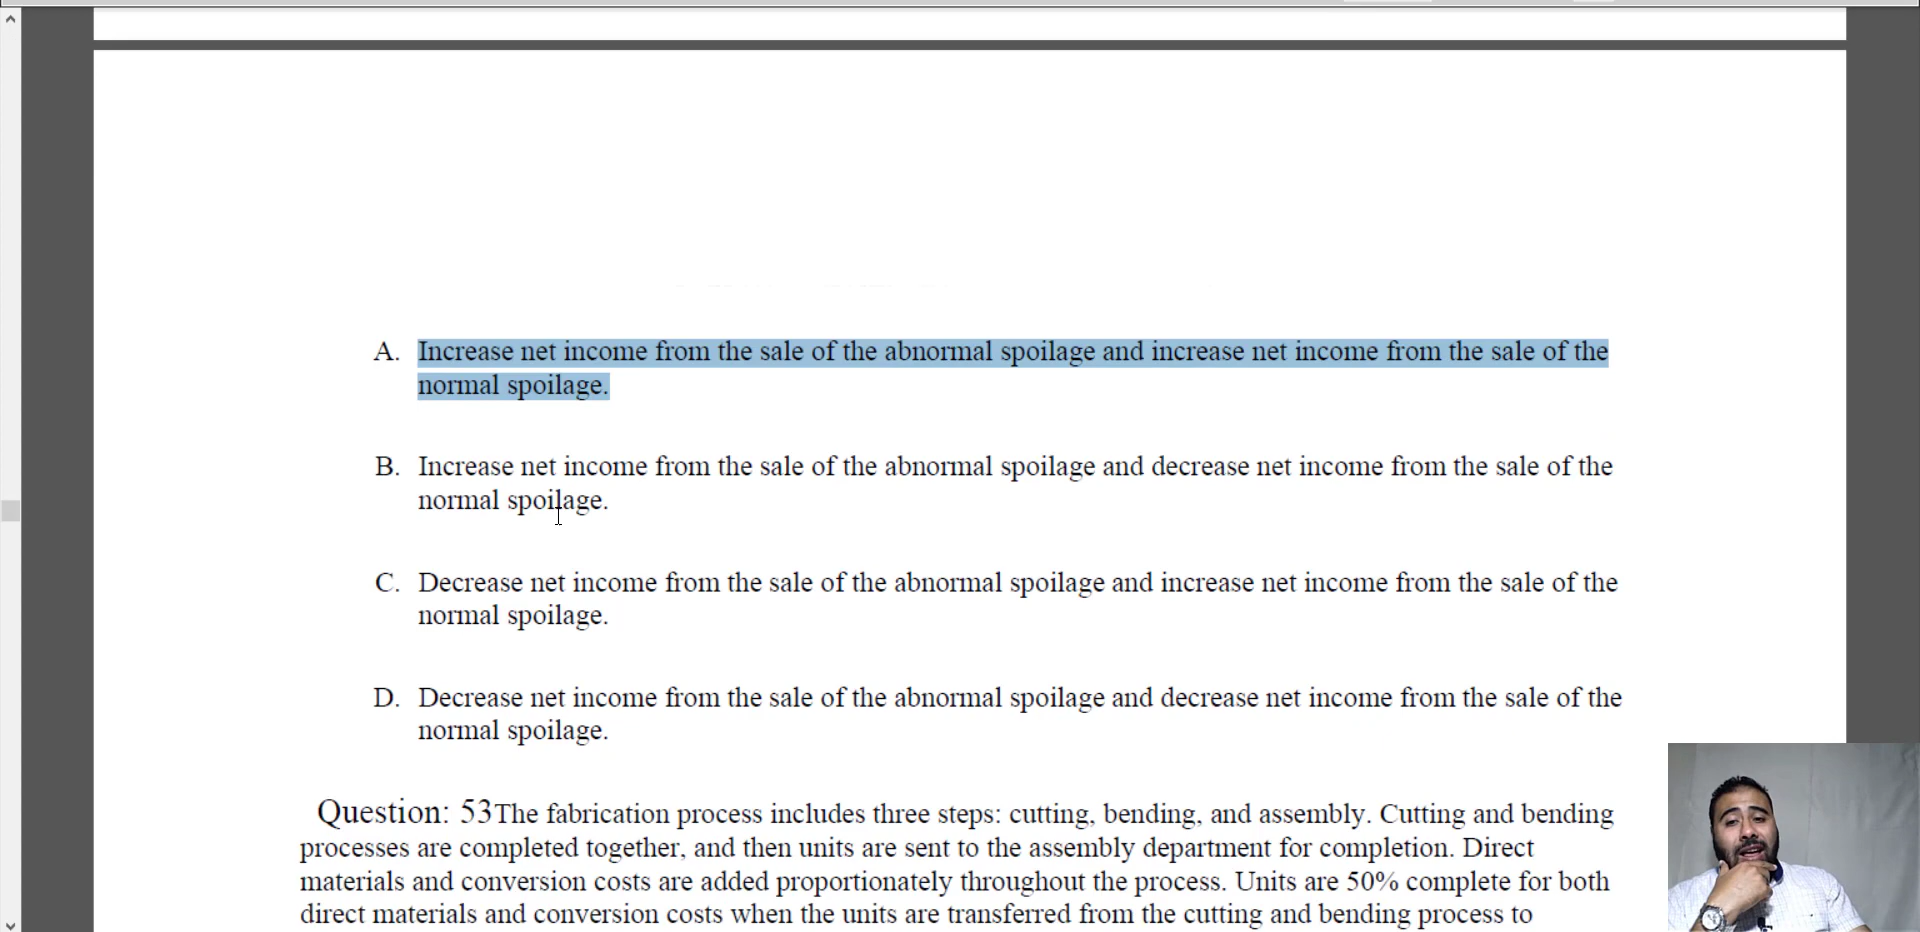 A. Increase net income from the sale of the abnormal spoilage and increase net income from the sale of the
normal spoilage.
B. Increase net income from the sale of the abnormal spoilage and decrease net income from the sale of the
normal spoilage.
C. Decrease net income from the sale of the abnormal spoilage and increase net income from the sale of the
normal spoilage.
D. Decrease net income from the sale of the abnormal spoilage and decrease net income from the sale of the
normal spoilage.
Question: 53The fabrication process includes three steps: cutting, bending, and assembly. Cutting and bending
processes are completed together, and then units are sent to the assembly department for completion. Direct
materials and conversion costs are added proportionately throughout the process. Units are 50% complete for both
direct materials and conversion costs when the units are transferred from the cutting and bending process to